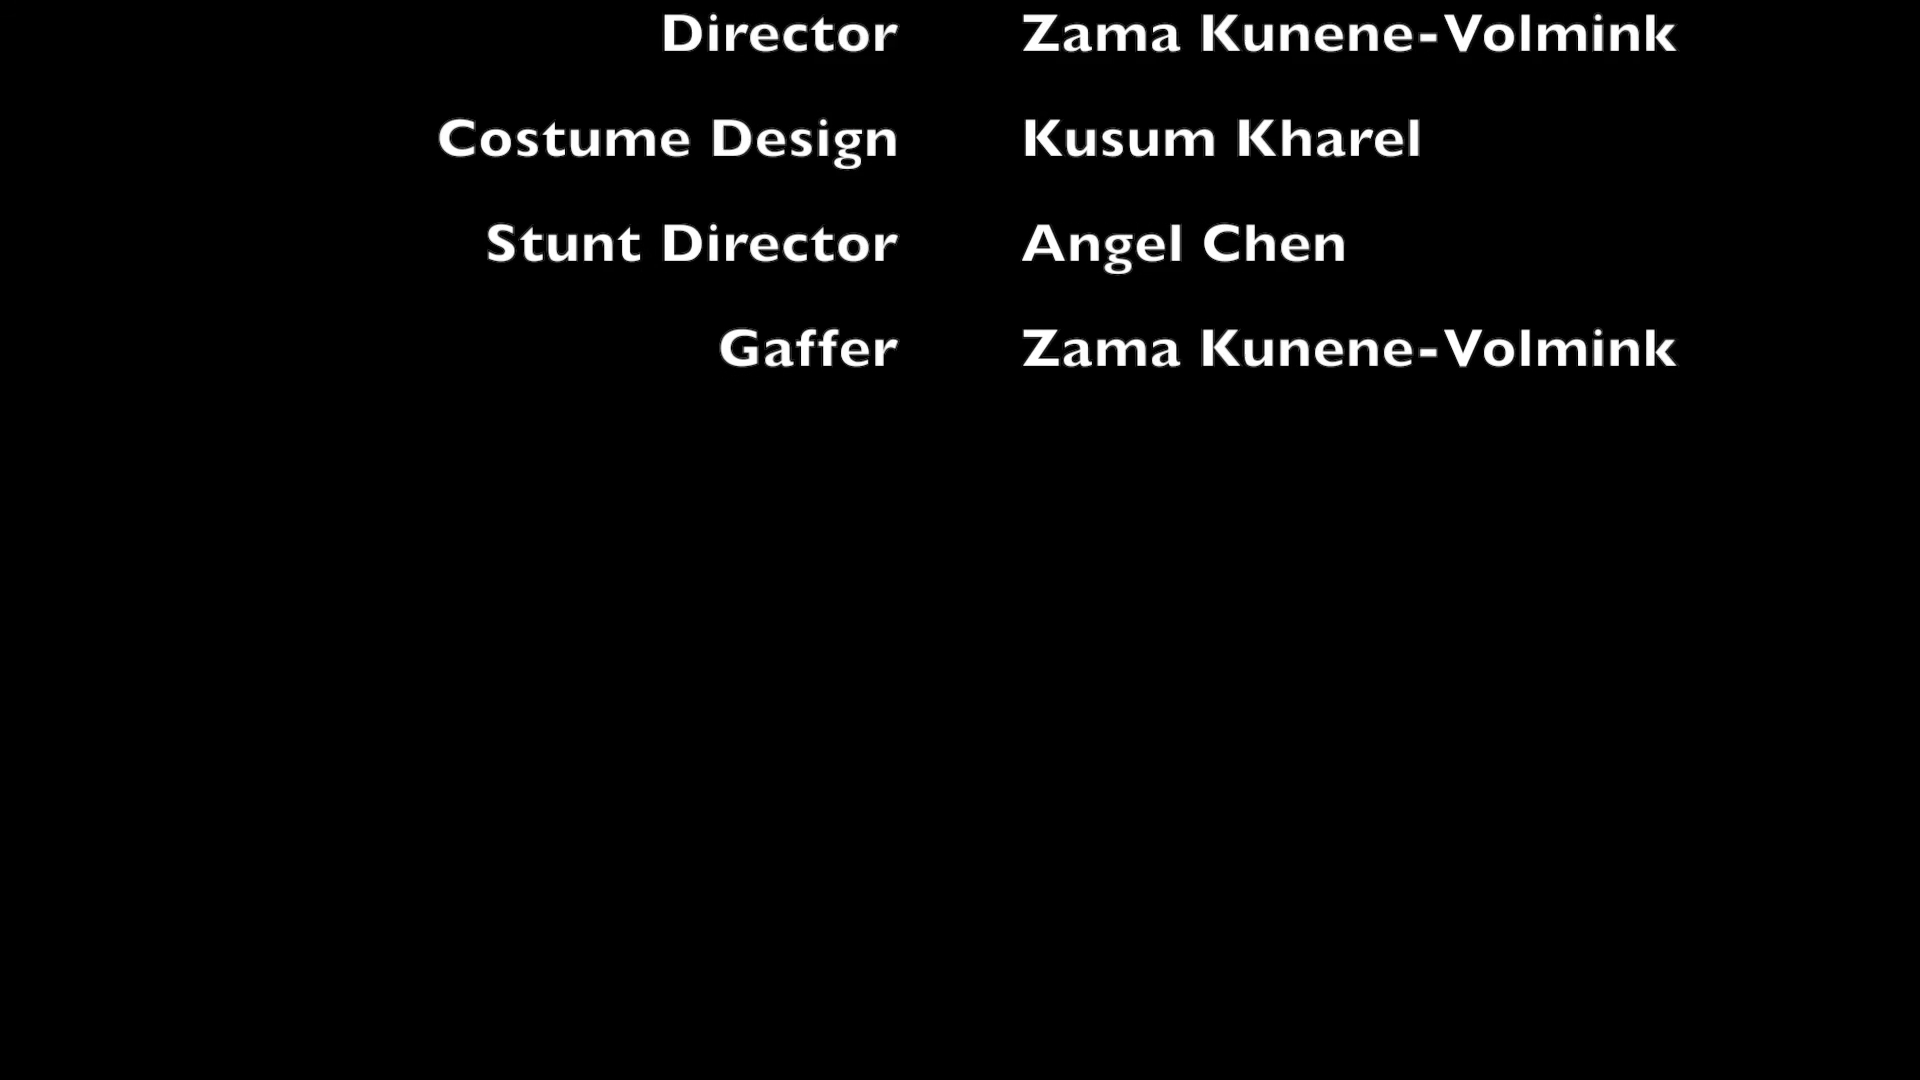 Director Zama Kunene-Volmink
Costume Design Kusum Kharel
Stunt Director Angel Chen
Gaffer Zama Kunene-Volmink